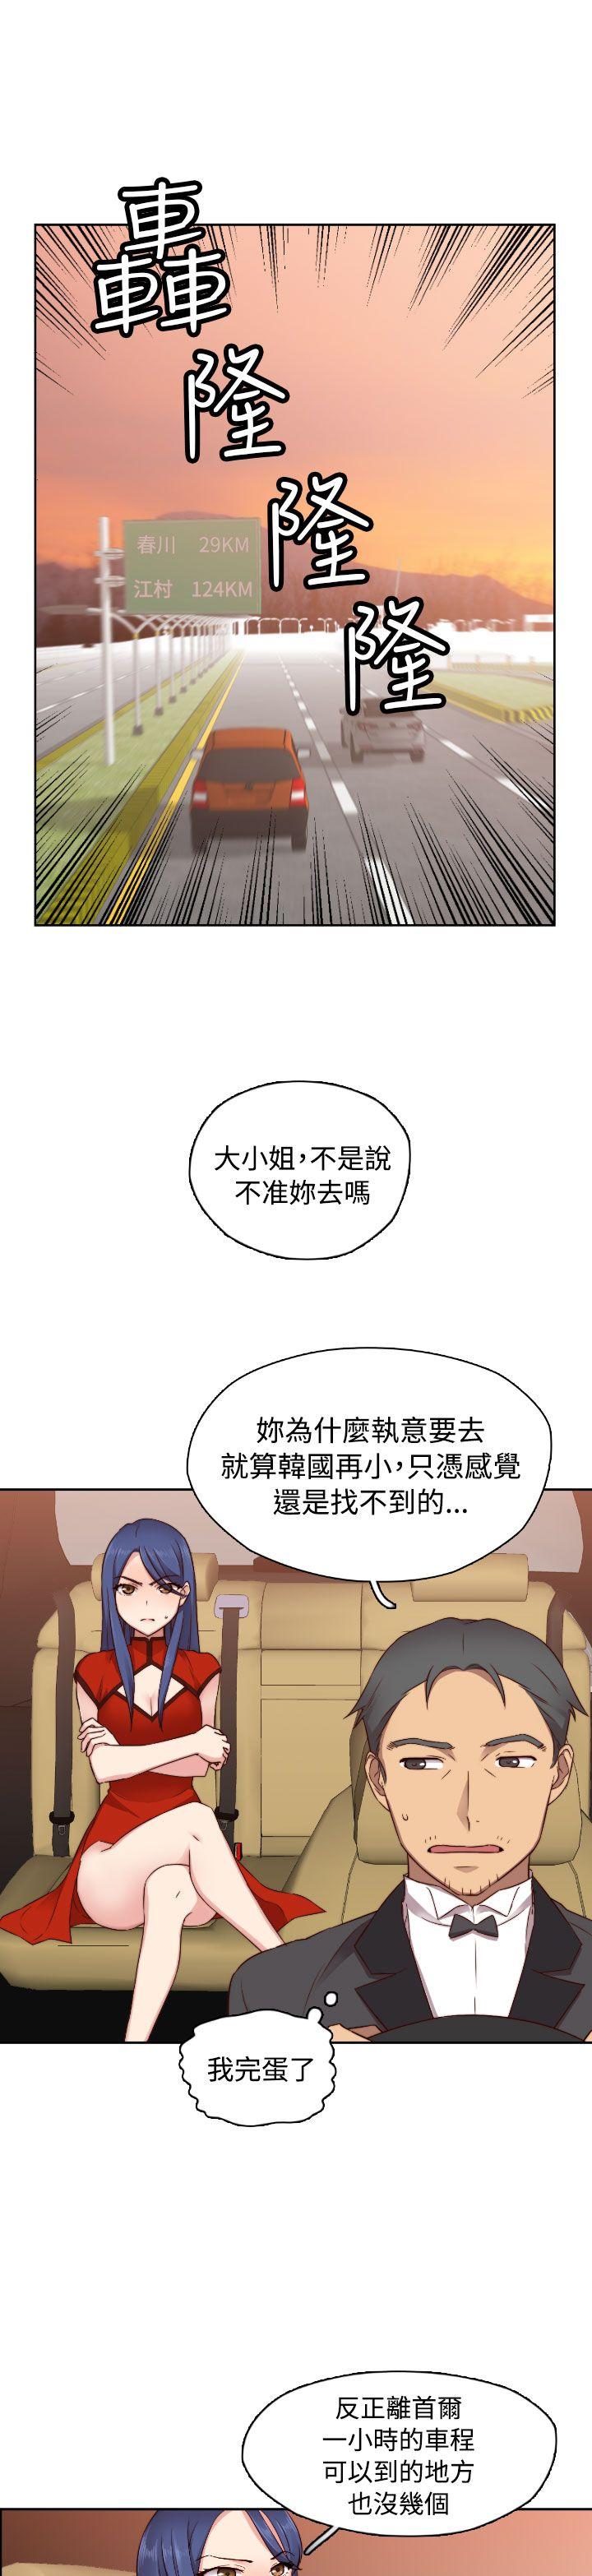 轟
隆
隆
隆
春川 29KM
江村 124KM
大小姐，不是說
不准妳去嗎
妳為什麼執意要去
就算韓國再小，只憑感覺
還是找不到的...
我完蛋了
反正離首爾
一小時的車程
可以到的地方
也沒幾個